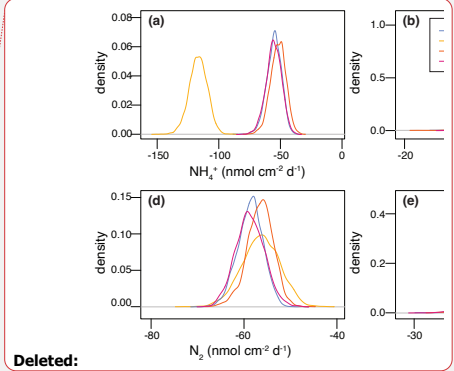 (a)
density
0.08
0.06
0.04
0.02
0.00
-150 -100 -50 0
NH₄⁺ (nmol cm⁻² d⁻¹)
(b)
1.0
0.5
0.0
-20
(d)
density
0.15
0.10
0.05
0.00
-80 -60 -40
N₂ (nmol cm⁻² d⁻¹)
(e)
density
0.4
0.2
0.0
-30
density
Deleted: